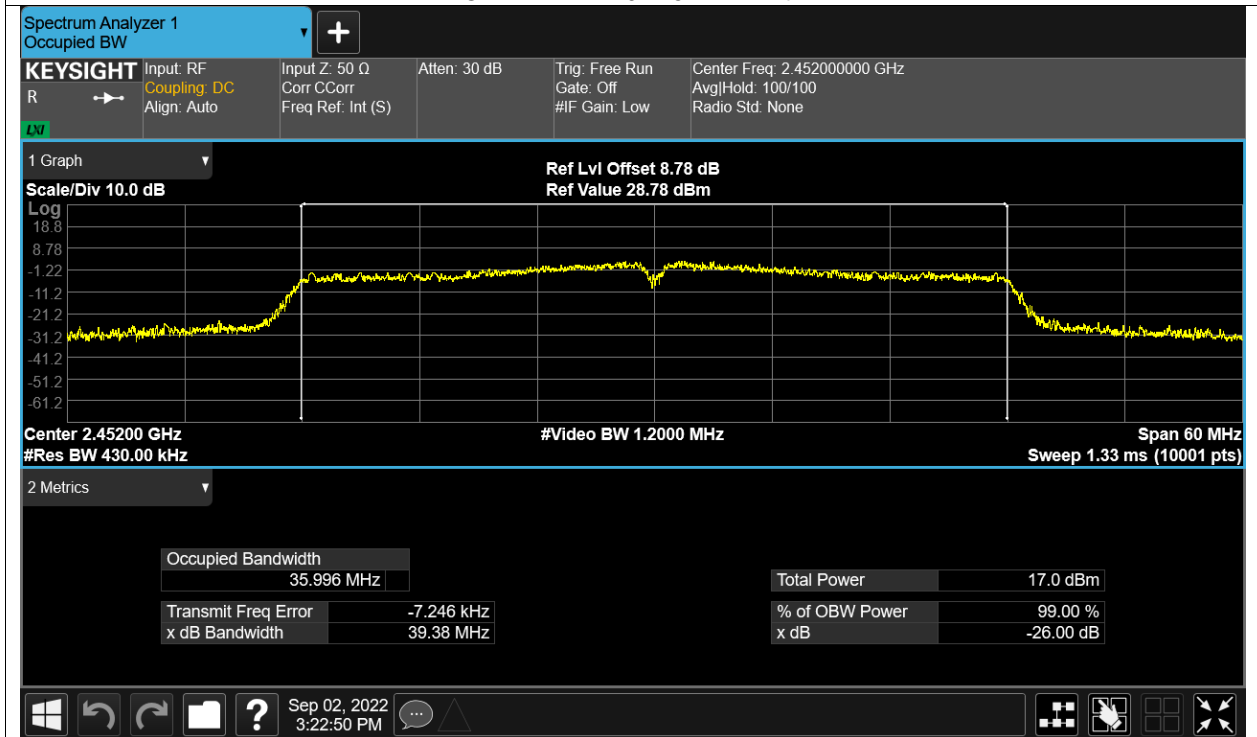 Spectrum Analyzer 1
Occupied BW
KEYSIGHT
R
LXI
Input: RF
Coupling: DC
Align: Auto
Input Z: 50 Ω
Corr CCorr
Freq Ref: Int (S)
Atten: 30 dB
Trig: Free Run
Gate: Off
#IF Gain: Low
Center Freq: 2.452000000 GHz
Avg|Hold: 100/100
Radio Std: None
1 Graph
Scale/Div 10.0 dB
Ref Lvl Offset 8.78 dB
Ref Value 28.78 dBm
Log
18.8
8.78
-1.22
-11.2
-21.2
-31.2
-41.2
-51.2
-61.2
Center 2.45200 GHz
#Video BW 1.2000 MHz
Span 60 MHz
#Res BW 430.00 kHz
Sweep 1.33 ms (10001 pts)
2 Metrics
Occupied Bandwidth
35.996 MHz
Total Power 17.0 dBm
Transmit Freq Error -7.246 kHz
% of OBW Power 99.00 %
x dB Bandwidth 39.38 MHz
x dB -26.00 dB
?
Sep 02, 2022
3:22:50 PM